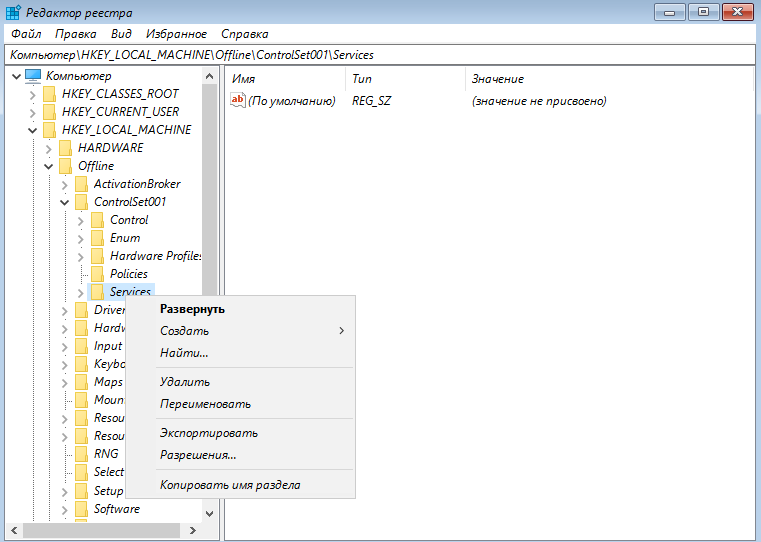 Редактор реестра
Файл Правка Вид Избранное Справка
Компьютер\HKEY_LOCAL_MACHINE\Offline\ControlSet001\Services
Компьютер
HKEY_CLASSES_ROOT
HKEY_CURRENT_USER
HKEY_LOCAL_MACHINE
HARDWARE
Offline
ActivationBroker
ControlSet001
Control
Enum
Hardware Profiles
Policies
Services
Driver
Hardw
Input
Keybo
Maps
Moun
Resou
Resou
RNG
Select
Setup
Software
Имя Тип Значение
ab (По умолчанию) REG_SZ (значение не присвоено)
Развернуть
Создать
Найти...
Удалить
Переименовать
Экспортировать
Разрешения...
Копировать имя раздела